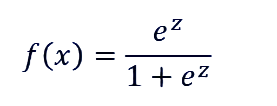 f(x) = e^z / (1 + e^z)